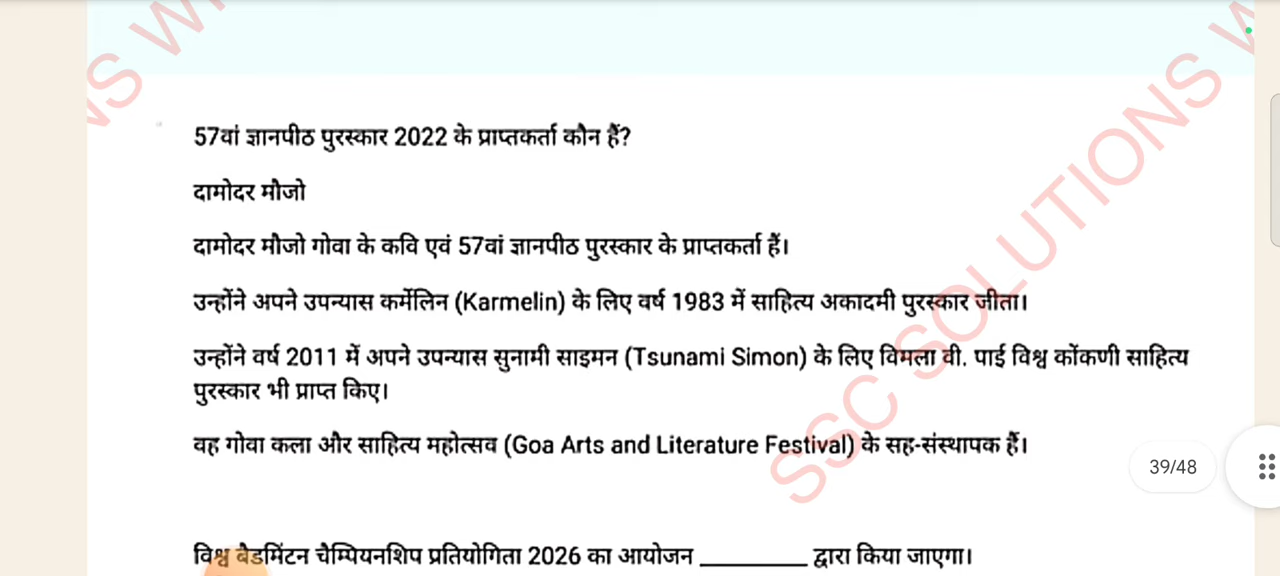 57वां ज्ञानपीठ पुरस्कार 2022 के प्राप्तकर्ता कौन हैं?
दामोदर मौजो
दामोदर मौजो गोवा के कवि एवं 57वां ज्ञानपीठ पुरस्कार के प्राप्तकर्ता हैं।
उन्होंने अपने उपन्यास कर्मेलिन (Karmelin) के लिए वर्ष 1983 में साहित्य अकादमी पुरस्कार जीता।
उन्होंने वर्ष 2011 में अपने उपन्यास सुनामी साइमन (Tsunami Simon) के लिए विमला वी. पाई विश्व कोंकणी साहित्य
पुरस्कार भी प्राप्त किए।
वह गोवा कला और साहित्य महोत्सव (Goa Arts and Literature Festival) के सह-संस्थापक हैं।
39/48
विश्व बैडमिंटन चैम्पियनशिप प्रतियोगिता 2026 का आयोजन _________ द्वारा किया जाएगा।
SSC SOLUTIONS